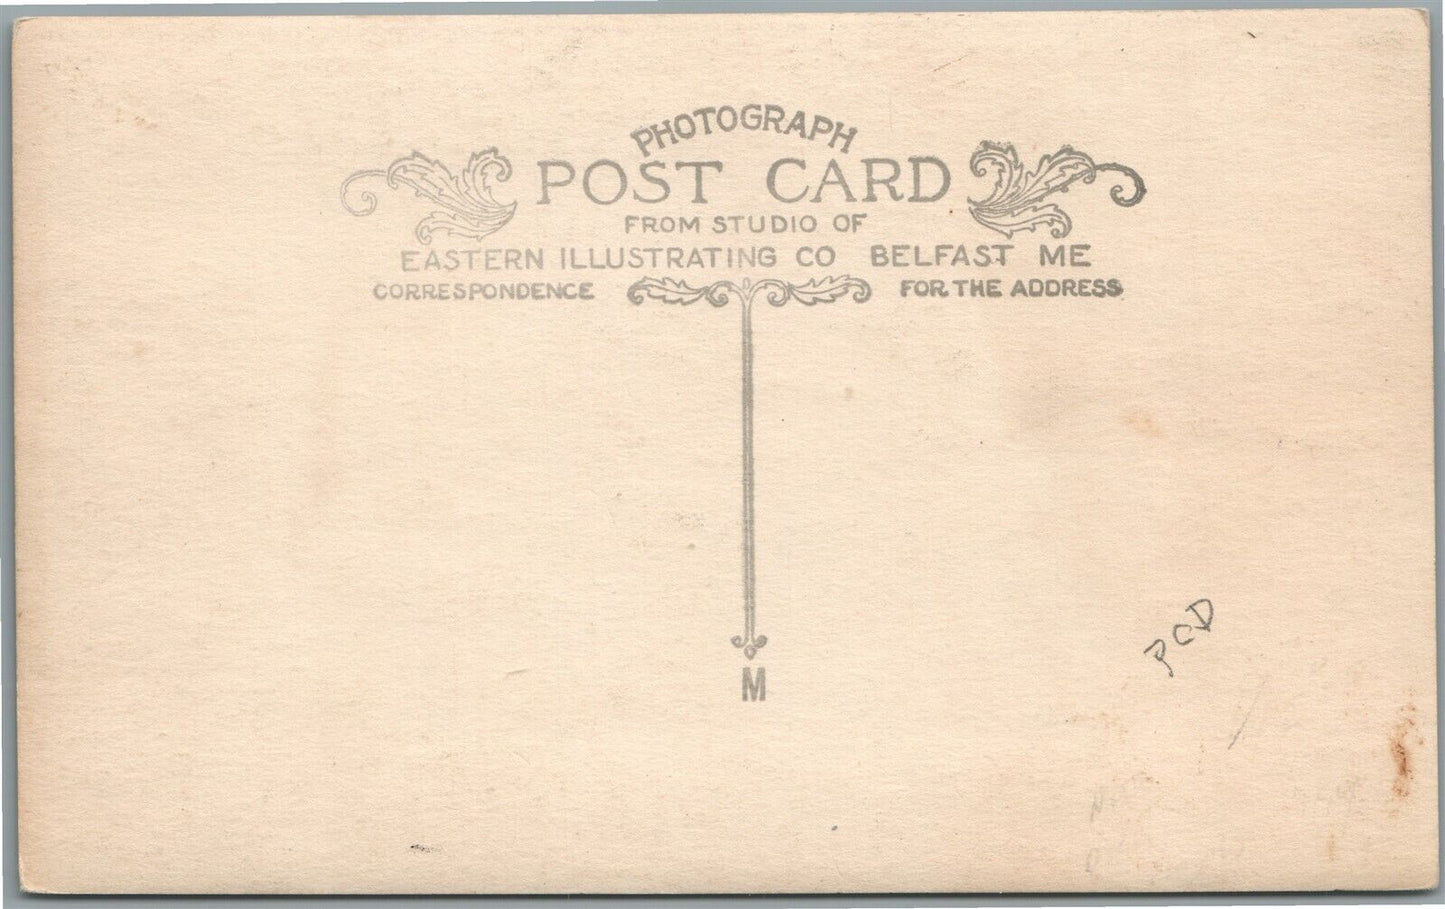 PHOTOGRAPH
POST CARD
FROM STUDIO OF
EASTERN ILLUSTRATING CO BELFAST ME
CORRESPONDENCE FOR THE ADDRESS
M
PCD